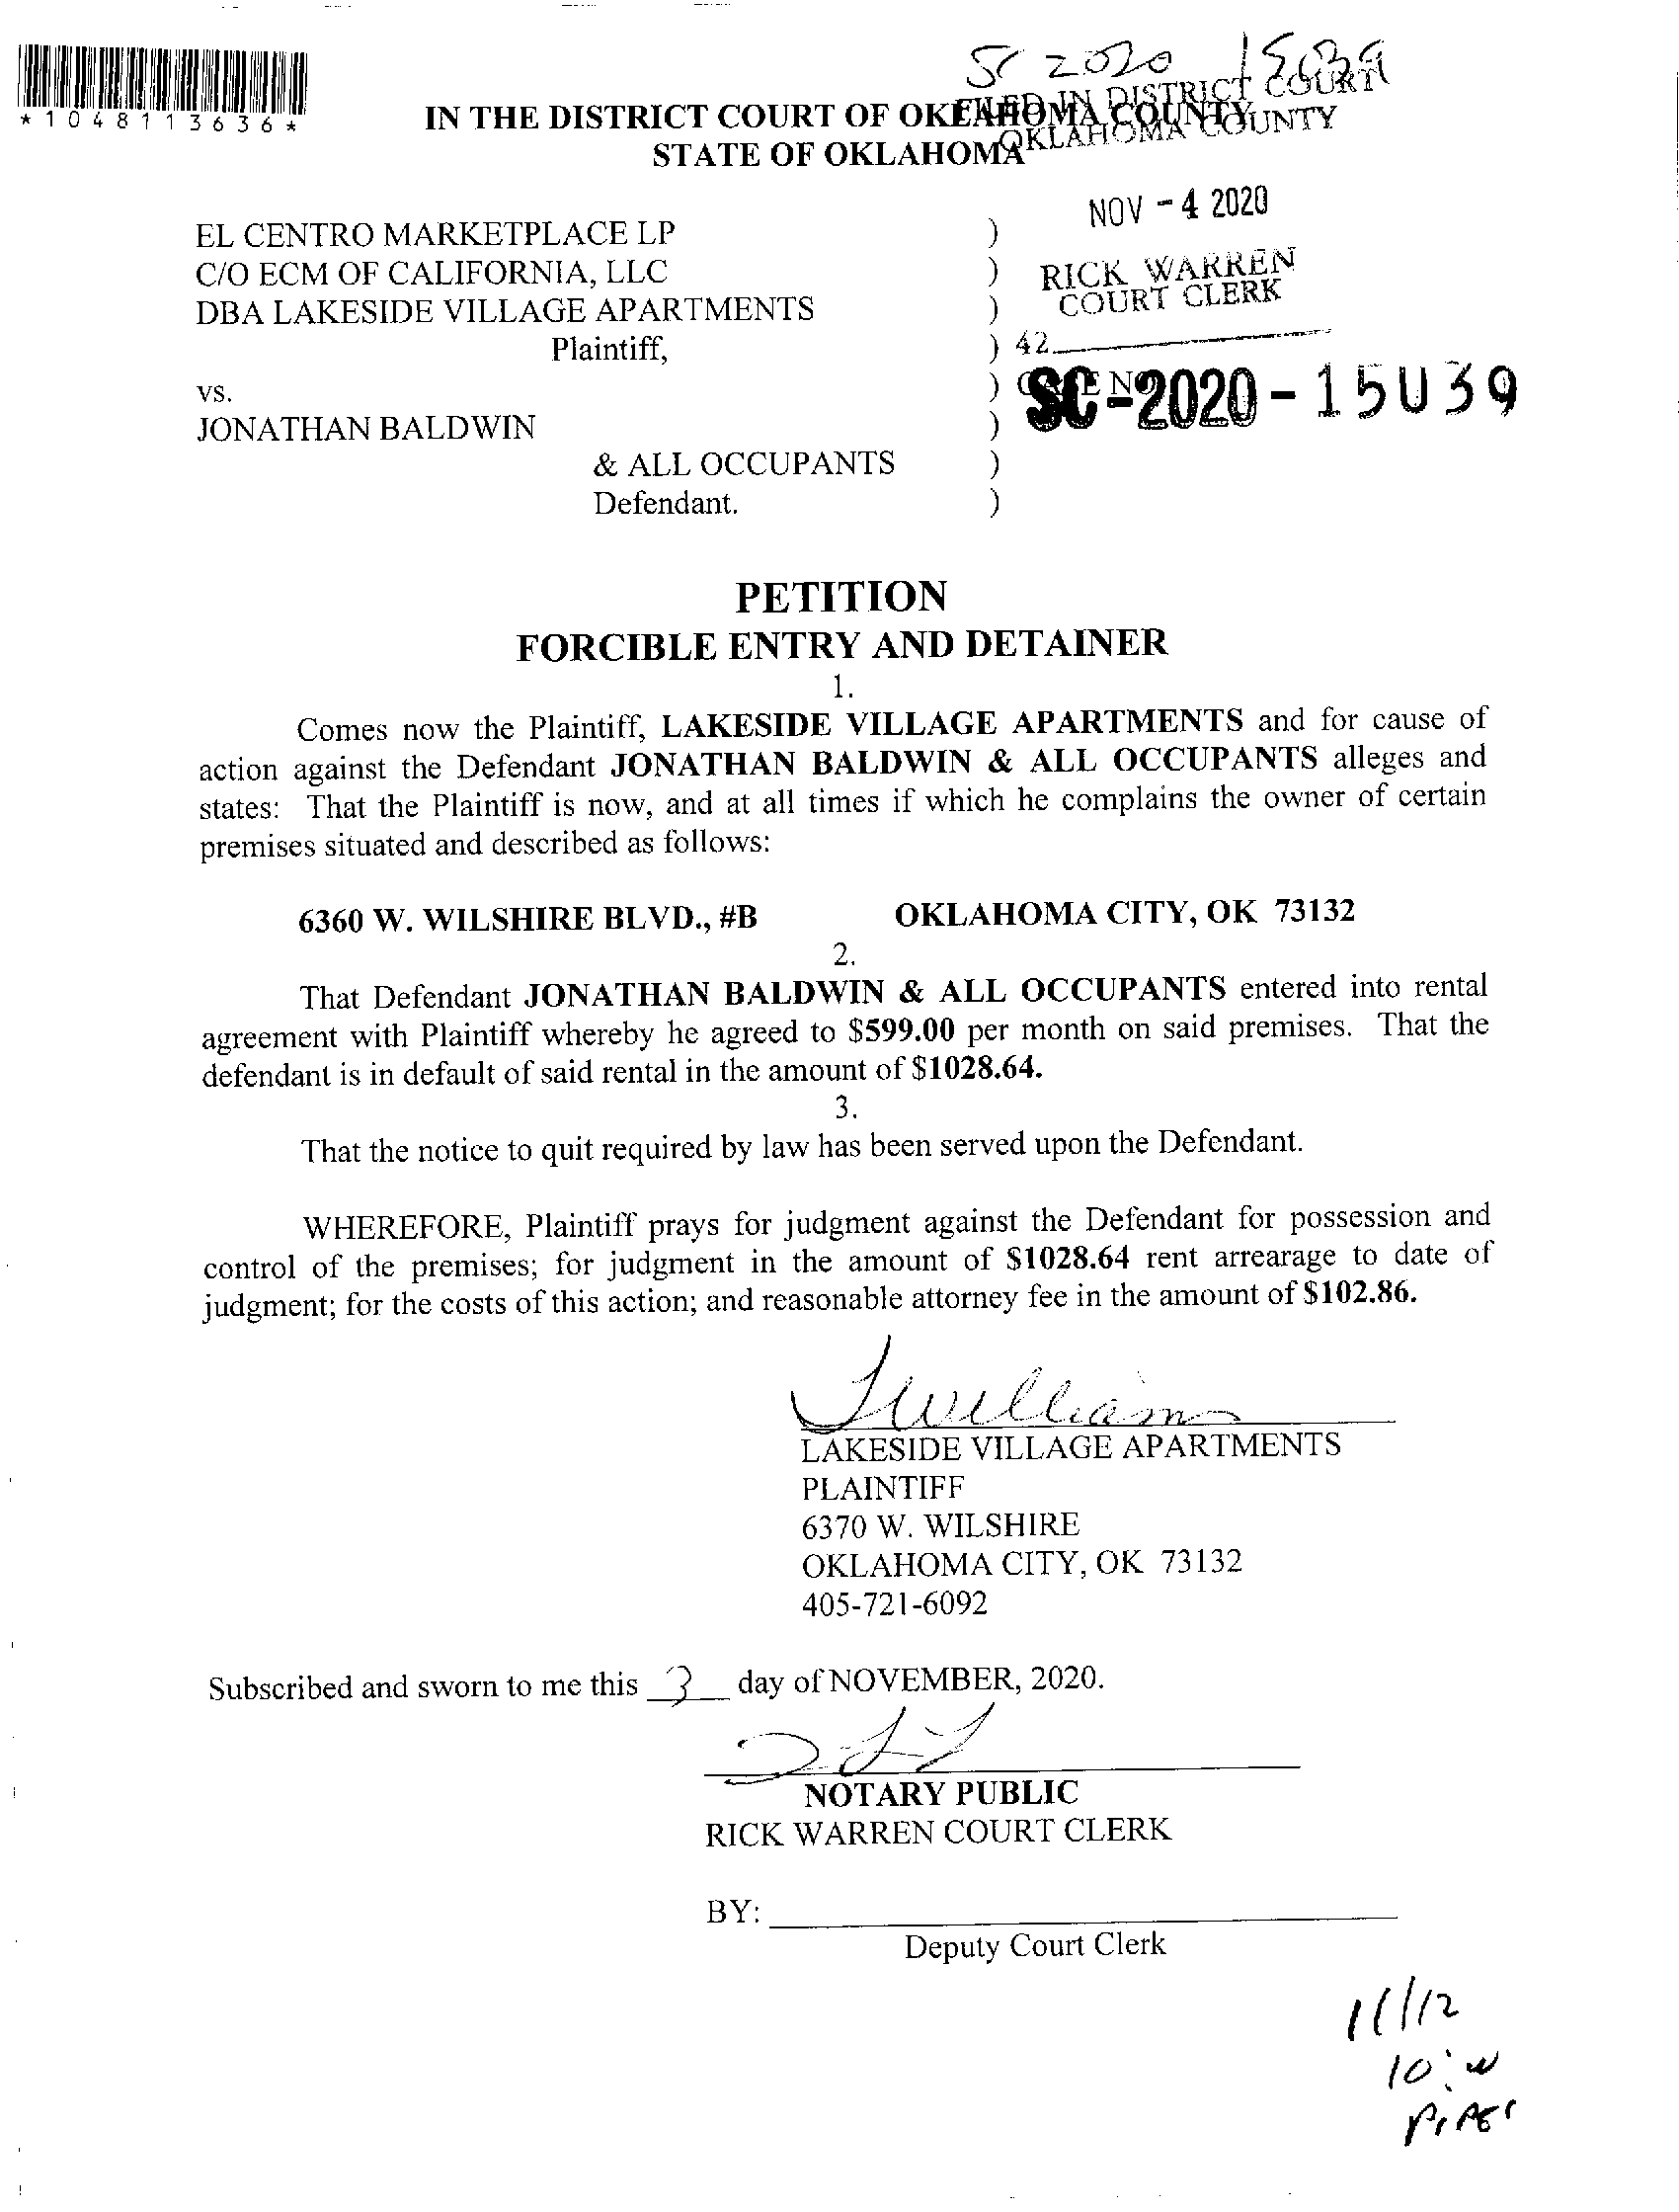 SC 2020 15039
*1048113636*
IN THE DISTRICT COURT OF OKLAHOMA COUNTY
STATE OF OKLAHOMA
FILED IN DISTRICT COURT
OKLAHOMA COUNTY
NOV - 4 2020
RICK WARREN
COURT CLERK
42
EL CENTRO MARKETPLACE LP )
C/O ECM OF CALIFORNIA, LLC )
DBA LAKESIDE VILLAGE APARTMENTS )
Plaintiff, )
vs. ) SC-2020-15039
JONATHAN BALDWIN )
& ALL OCCUPANTS )
Defendant. )
PETITION
FORCIBLE ENTRY AND DETAINER
1.
Comes now the Plaintiff, LAKESIDE VILLAGE APARTMENTS and for cause of
action against the Defendant JONATHAN BALDWIN & ALL OCCUPANTS alleges and
states: That the Plaintiff is now, and at all times if which he complains the owner of certain
premises situated and described as follows:
6360 W. WILSHIRE BLVD., #B OKLAHOMA CITY, OK 73132
2.
That Defendant JONATHAN BALDWIN & ALL OCCUPANTS entered into rental
agreement with Plaintiff whereby he agreed to $599.00 per month on said premises. That the
defendant is in default of said rental in the amount of $1028.64.
3.
That the notice to quit required by law has been served upon the Defendant.
WHEREFORE, Plaintiff prays for judgment against the Defendant for possession and
control of the premises; for judgment in the amount of $1028.64 rent arrearage to date of
judgment; for the costs of this action; and reasonable attorney fee in the amount of $102.86.
LAKESIDE VILLAGE APARTMENTS
PLAINTIFF
6370 W. WILSHIRE
OKLAHOMA CITY, OK 73132
405-721-6092
Subscribed and sworn to me this 3 day of NOVEMBER, 2020.
NOTARY PUBLIC
RICK WARREN COURT CLERK
BY:
Deputy Court Clerk
11/12